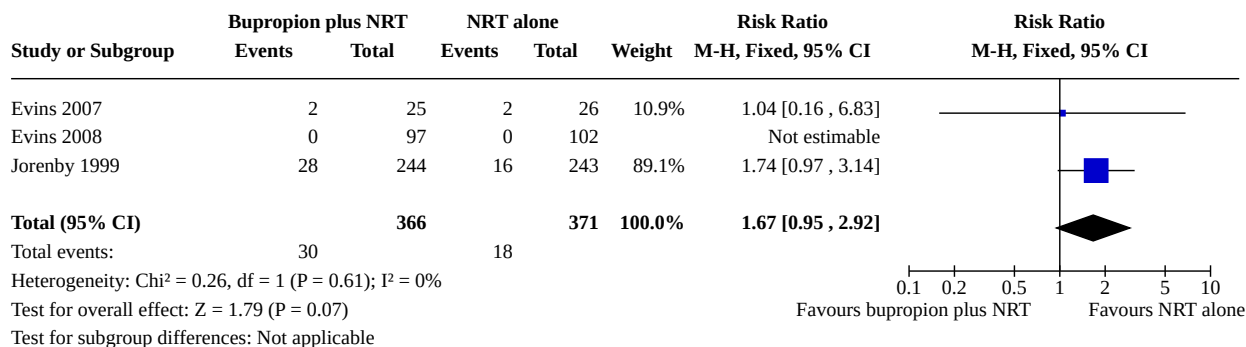 Bupropion plus NRT NRT alone Risk Ratio Risk Ratio
Study or Subgroup Events Total Events Total Weight M-H, Fixed, 95% CI M-H, Fixed, 95% CI
Evins 2007 2 25 2 26 10.9% 1.04 [0.16 , 6.83]
Evins 2008 0 97 0 102 Not estimable
Jorenby 1999 28 244 16 243 89.1% 1.74 [0.97 , 3.14]
Total (95% CI) 366 371 100.0% 1.67 [0.95 , 2.92]
Total events: 30 18
Heterogeneity: Chi² = 0.26, df = 1 (P = 0.61); I² = 0%
0.1 0.2 0.5 1 2 5 10
Test for overall effect: Z = 1.79 (P = 0.07) Favours bupropion plus NRT Favours NRT alone
Test for subgroup differences: Not applicable